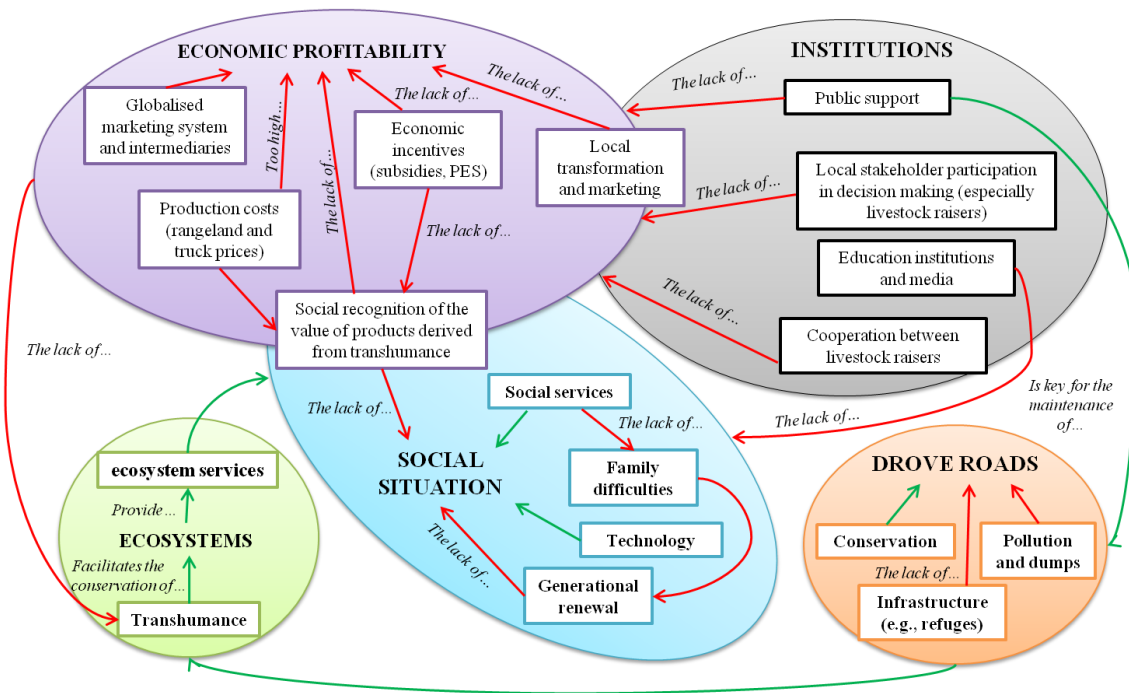 ECONOMIC PROFITABILITY
The lack of…
Globalised
marketing system
and intermediaries
Too high…
The lack of…
The lack of…
Economic
incentives
(subsidies, PES)
Local
transformation
and marketing
Production costs
(rangeland and
truck prices)
The lack of…
Social recognition of the
value of products derived
from transhumance
INSTITUTIONS
The lack of…
Public support
Local stakeholder participation
in decision making (especially
livestock raisers)
The lack of…
Education institutions
and media
The lack of…
Cooperation between
livestock raisers
The lack of…
Is key for the
maintenance
of…
The lack of…
The lack of…
Social services
The lack of…
SOCIAL
SITUATION
Family
difficulties
Technology
The lack of…
Generational
renewal
ecosystem services
Provide …
ECOSYSTEMS
Facilitates the
conservation of…
Transhumance
DROVE ROADS
Conservation
Pollution
and dumps
The lack of…
Infrastructure
(e.g., refuges)